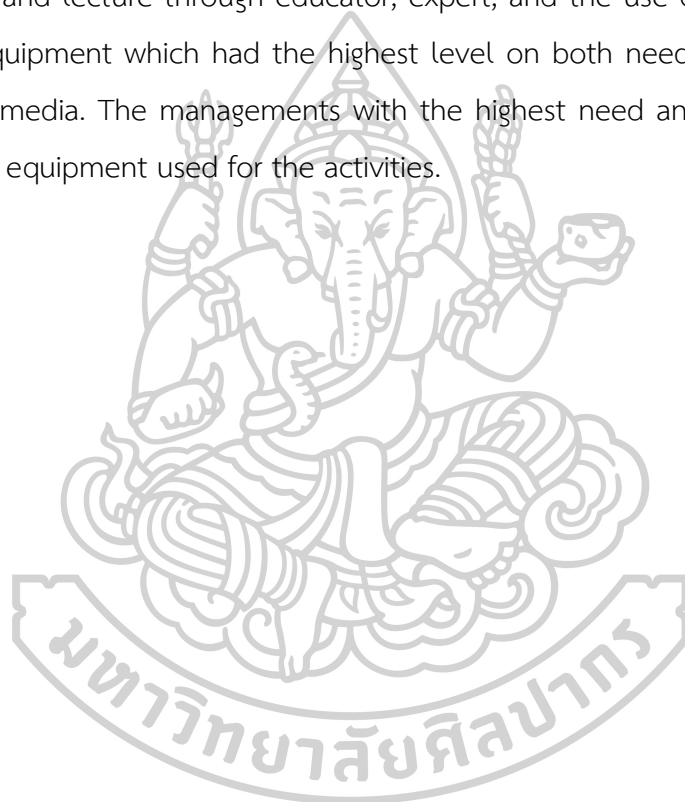 and lecture through educator, expert, and the use
quipment which had the highest level on both need
media. The managements with the highest need an
equipment used for the activities.
มหาวิทยาลัยศิลปากร